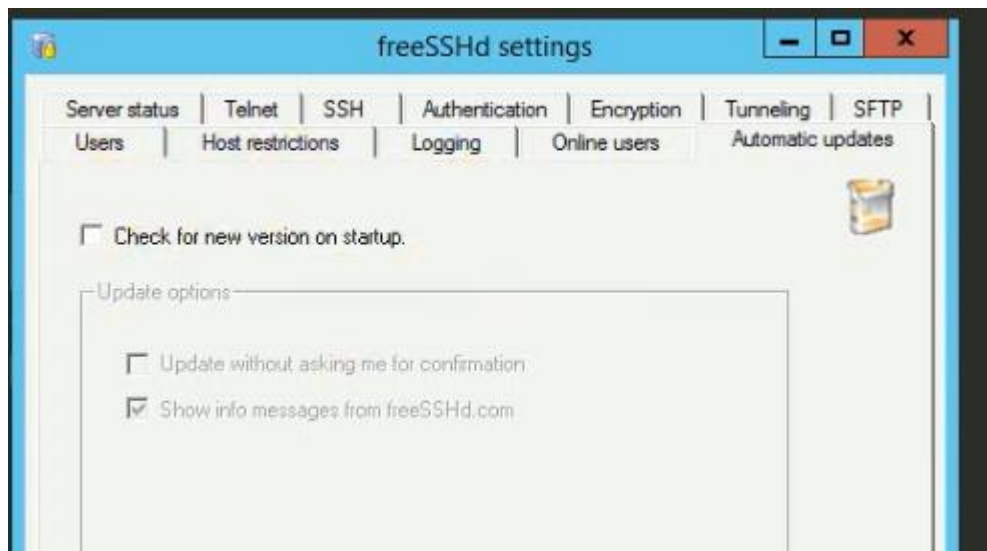 freeSSHd settings
Server status Telnet SSH Authentication Encryption Tunneling SFTP
Users Host restrictions Logging Online users Automatic updates
Check for new version on startup.
Update options
Update without asking me for confirmation
Show info messages from freeSSHd.com